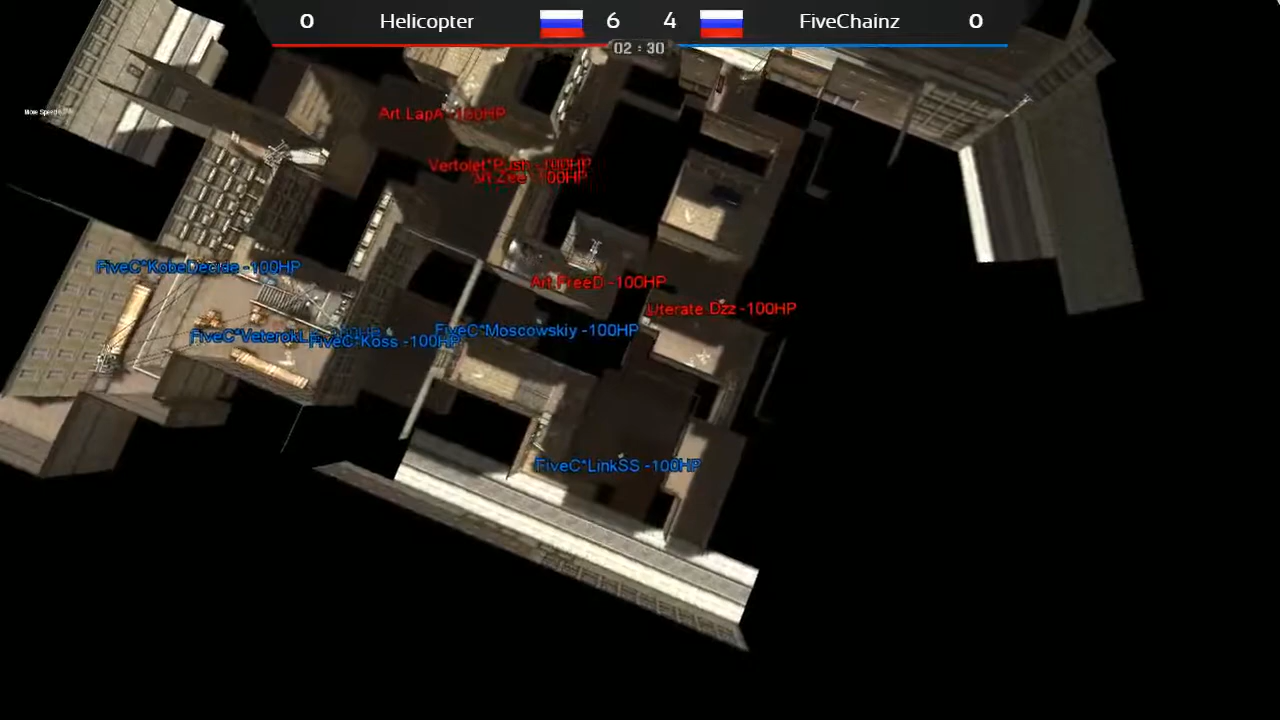 0 Helicopter 6 4 FiveChainz 0
02 : 30
Art.LapA -100HP
Vertolet*Push -100HP
Art.Zee -100HP
FiveC*KobeDecide -100HP
Art.FreeD -100HP
Uterate Dzz -100HP
FiveC*Moscowskiy -100HP
FiveC*Koss -100HP
FiveC*LinkSS -100HP